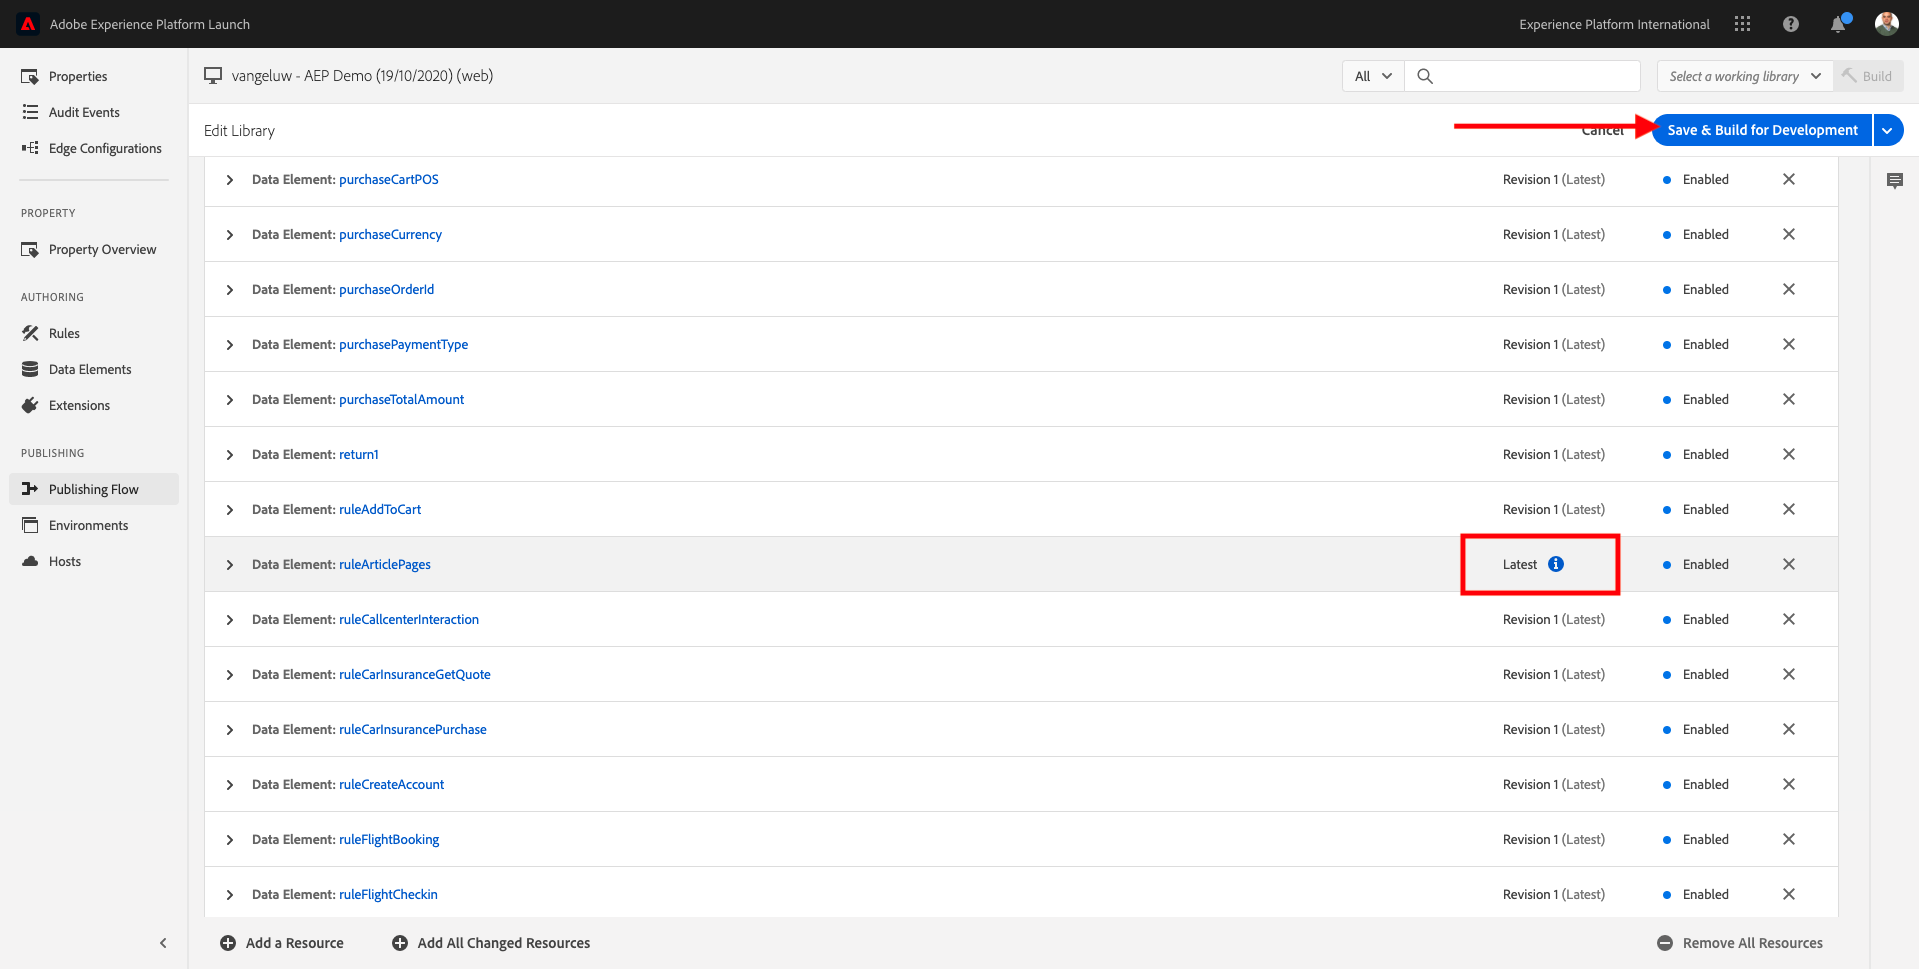 Adobe Experience Platform Launch
Experience Platform International
Properties
Audit Events
Edge Configurations
PROPERTY
Property Overview
AUTHORING
Rules
Data Elements
Extensions
PUBLISHING
Publishing Flow
Environments
Hosts
vangeluw - AEP Demo (19/10/2020) (web)
All
Select a working library
Build
Edit Library
Cancel
Save & Build for Development
Data Element: purchaseCartPOS Revision 1 (Latest) Enabled
Data Element: purchaseCurrency Revision 1 (Latest) Enabled
Data Element: purchaseOrderId Revision 1 (Latest) Enabled
Data Element: purchasePaymentType Revision 1 (Latest) Enabled
Data Element: purchaseTotalAmount Revision 1 (Latest) Enabled
Data Element: return1 Revision 1 (Latest) Enabled
Data Element: ruleAddToCart Revision 1 (Latest) Enabled
Data Element: ruleArticlePages Latest Enabled
Data Element: ruleCallcenterInteraction Revision 1 (Latest) Enabled
Data Element: ruleCarInsuranceGetQuote Revision 1 (Latest) Enabled
Data Element: ruleCarInsurancePurchase Revision 1 (Latest) Enabled
Data Element: ruleCreateAccount Revision 1 (Latest) Enabled
Data Element: ruleFlightBooking Revision 1 (Latest) Enabled
Data Element: ruleFlightCheckin Revision 1 (Latest) Enabled
Add a Resource
Add All Changed Resources
Remove All Resources